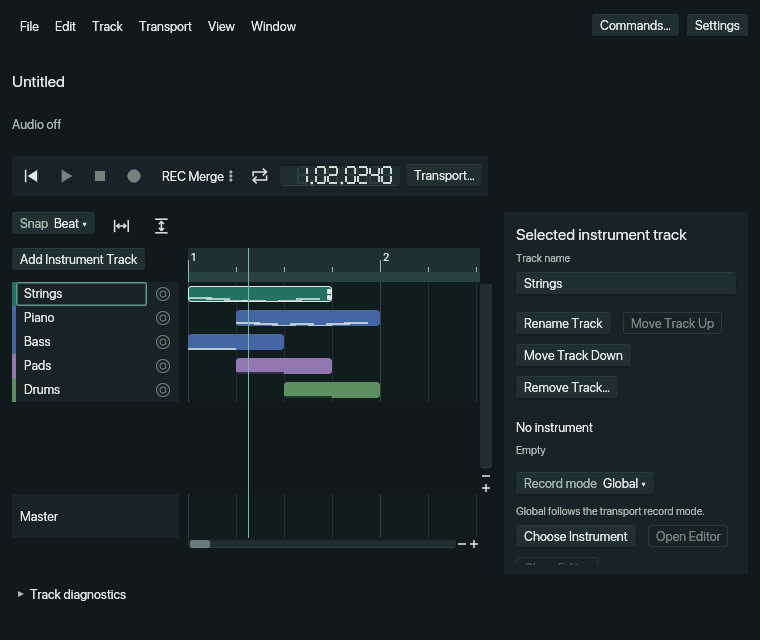 File Edit Track Transport View Window Commands... Settings
Untitled
Audio off
REC Merge 1.02.0240 Transport...
Snap Beat
Add Instrument Track
1 2
Strings
Piano
Bass
Pads
Drums
Master
Selected instrument track
Track name
Strings
Rename Track Move Track Up
Move Track Down
Remove Track...
No instrument
Empty
Record mode Global
Global follows the transport record mode.
Choose Instrument Open Editor
Track diagnostics